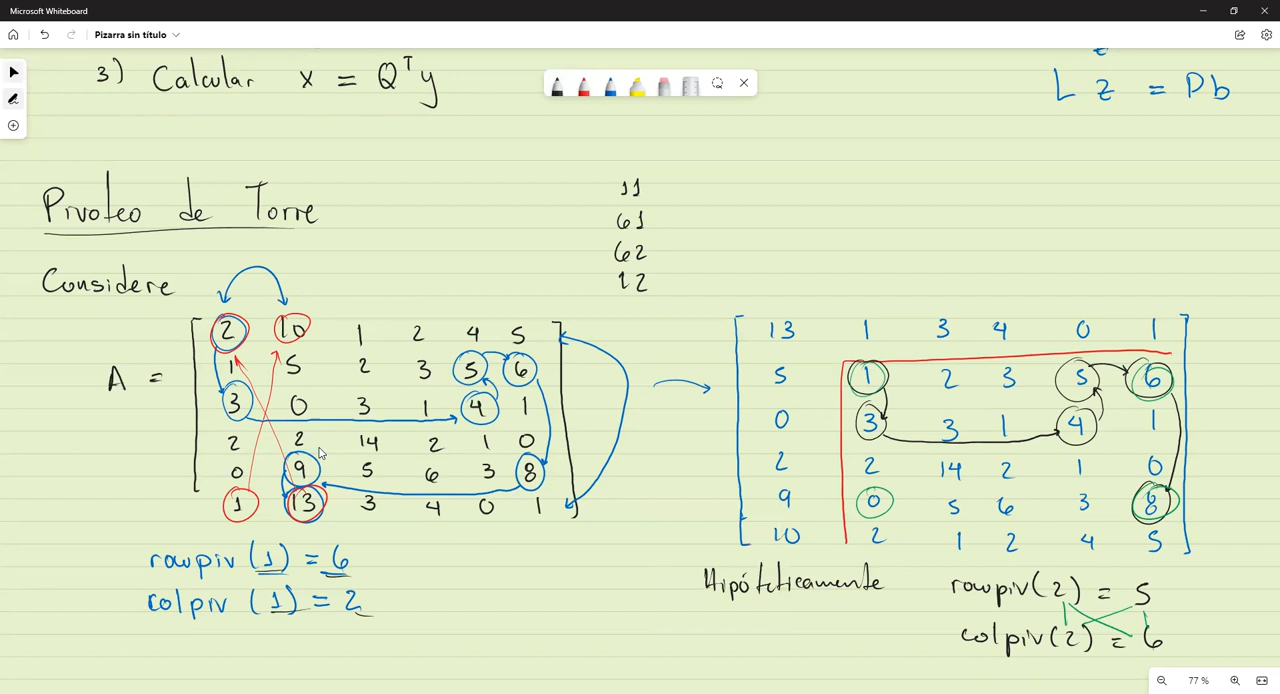 Microsoft Whiteboard
Pizarra sin título
3) Calcular x = Qᵀy
z
L z = Pb
Pivoteo de Torre
11
61
62
12
Considere
A =
2 10 1 2 4 5
1 5 2 3 5 6
3 0 3 1 4 1
2 2 14 2 1 0
0 9 5 6 3 8
1 13 3 4 0 1
13 1 3 4 0 1
5 1 2 3 5 6
0 3 3 1 4 1
2 2 14 2 1 0
9 0 5 6 3 8
10 2 1 2 4 5
rowpiv (1) = 6
colpiv (1) = 2
Hipóteticamente
rowpiv(2) = 5
colpiv(2) = 6
77 %